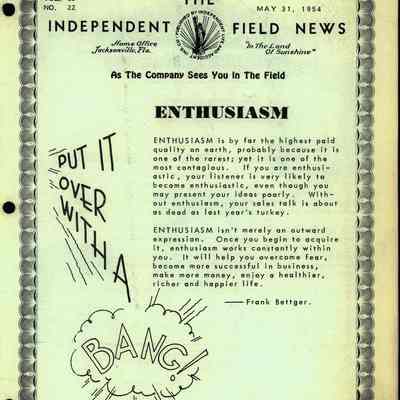 THE
NO. 22
MAY 31, 1954
INDEPENDENT FIELD NEWS
Home Office
Jacksonville, Fla.
"In The Land
Of Sunshine"
As The Company Sees You In The Field
ENTHUSIASM
ENTHUSIASM is by far the highest paid
quality on earth, probably because it is
one of the rarest; yet it is one of the
most contagious. If you are enthusi-
astic, your listener is very likely to
become enthusiastic, even though you
may present your ideas poorly. With-
out enthusiasm, your sales talk is about
as dead as last year's turkey.
ENTHUSIASM isn't merely an outward
expression. Once you begin to acquire
it, enthusiasm works constantly within
you. It will help you overcome fear,
become more successful in business,
make more money, enjoy a healthier,
richer and happier life.
—Frank Bettger.
PUT IT
OVER
WITH A
BANG!